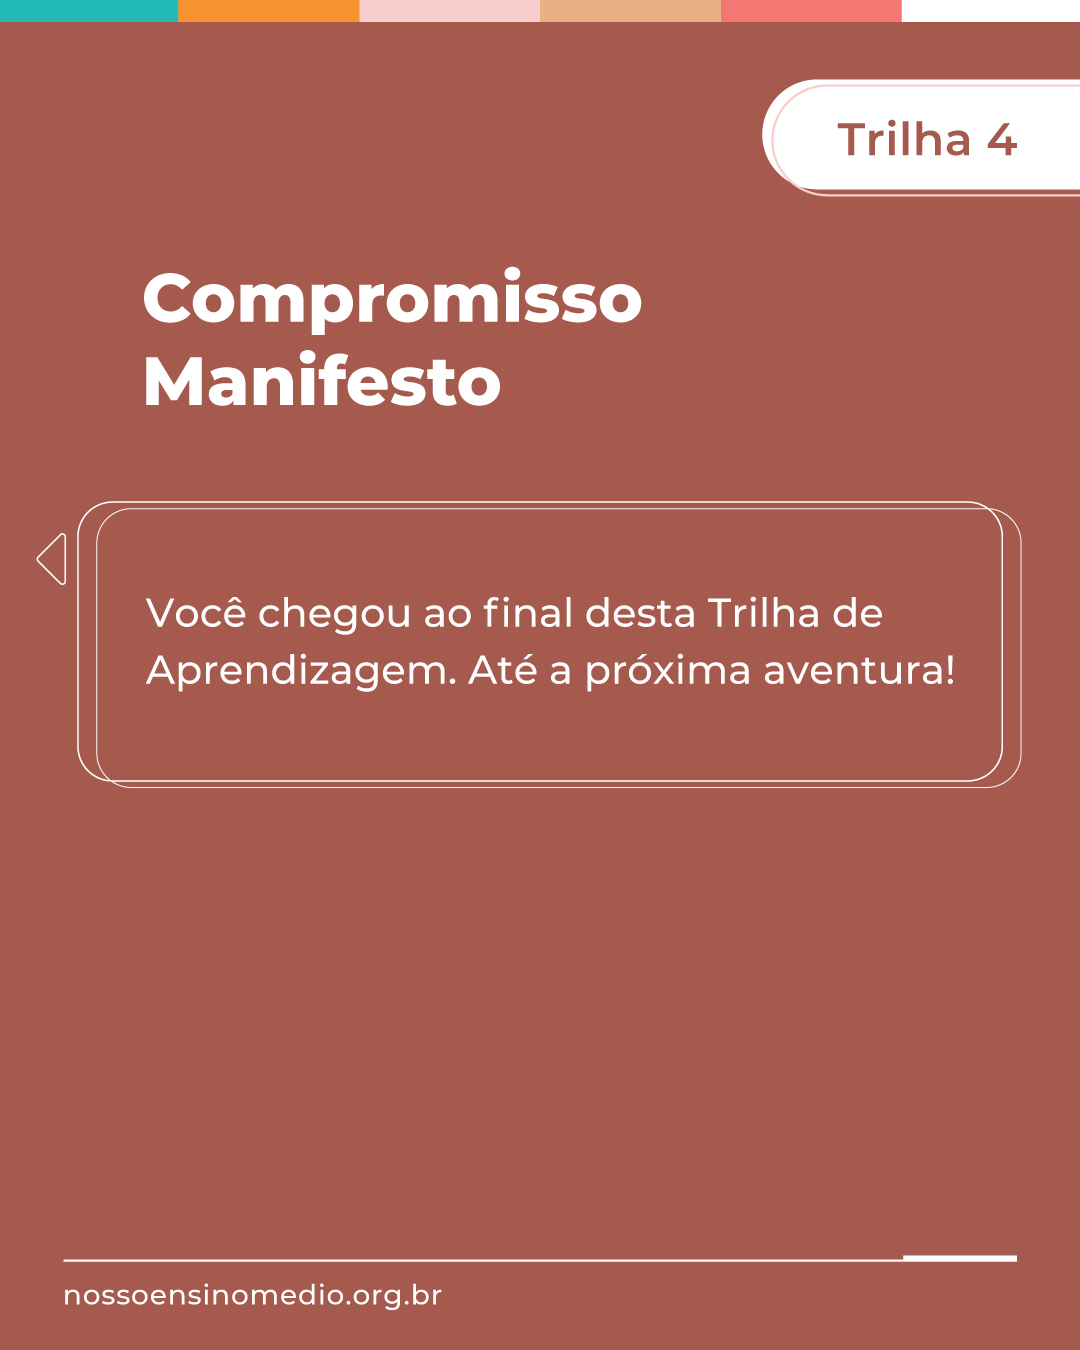 Trilha 4
Compromisso
Manifesto
Você chegou ao final desta Trilha de
Aprendizagem. Até a próxima aventura!
nossoensinomedio.org.br